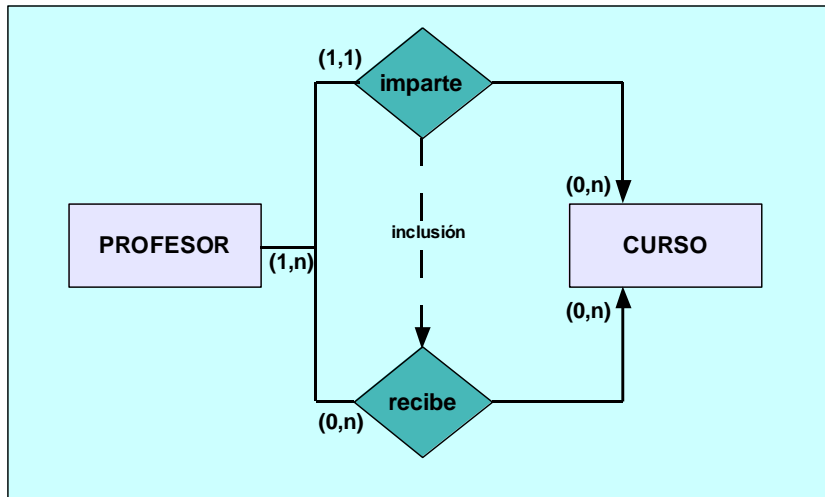 (1,1)
imparte
(0,n)
PROFESOR
(1,n)
inclusión
CURSO
(0,n)
(0,n)
recibe